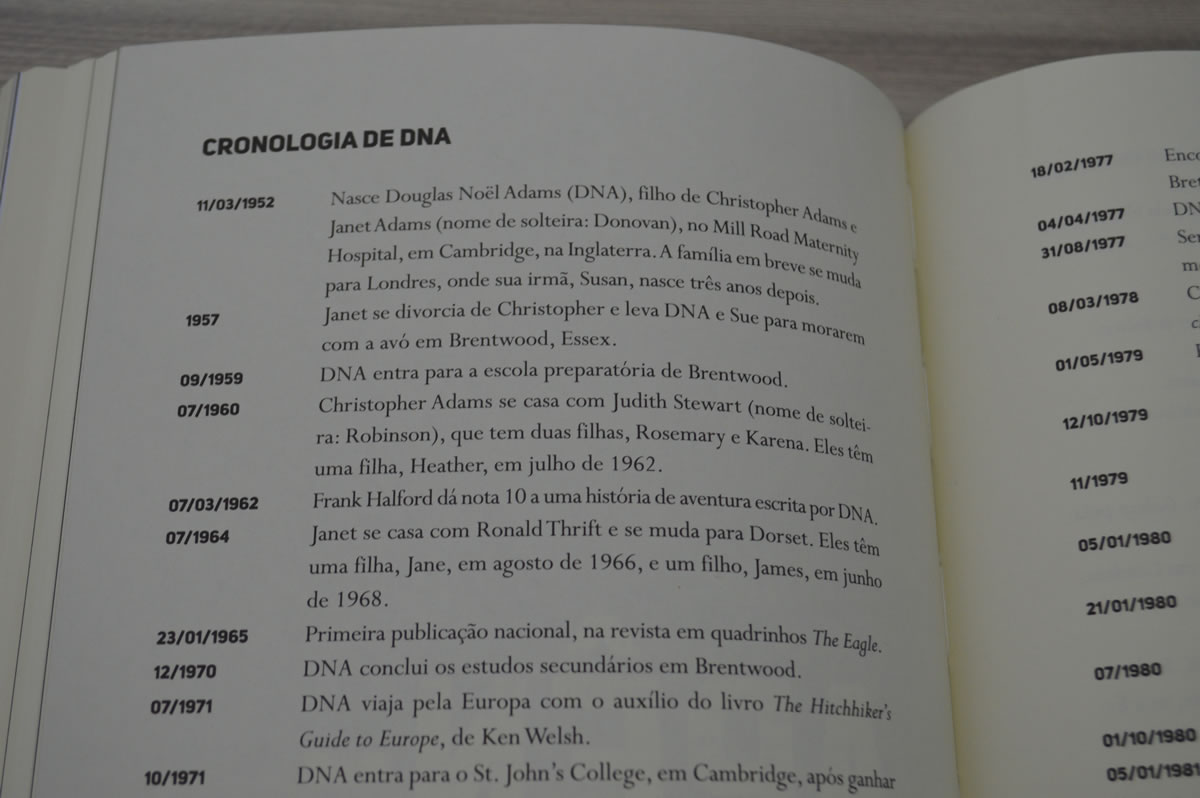 CRONOLOGIA DE DNA
11/03/1952 Nasce Douglas Noël Adams (DNA), filho de Christopher Adams e
Janet Adams (nome de solteira: Donovan), no Mill Road Maternity
Hospital, em Cambridge, na Inglaterra. A família em breve se muda
para Londres, onde sua irmã, Susan, nasce três anos depois.
1957 Janet se divorcia de Christopher e leva DNA e Sue para morarem
com a avó em Brentwood, Essex.
09/1959 DNA entra para a escola preparatória de Brentwood.
07/1960 Christopher Adams se casa com Judith Stewart (nome de soltei-
ra: Robinson), que tem duas filhas, Rosemary e Karena. Eles têm
uma filha, Heather, em julho de 1962.
07/03/1962 Frank Halford dá nota 10 a uma história de aventura escrita por DNA.
07/1964 Janet se casa com Ronald Thrift e se muda para Dorset. Eles têm
uma filha, Jane, em agosto de 1966, e um filho, James, em junho
de 1968.
23/01/1965 Primeira publicação nacional, na revista em quadrinhos The Eagle.
12/1970 DNA conclui os estudos secundários em Brentwood.
07/1971 DNA viaja pela Europa com o auxílio do livro The Hitchhiker's
Guide to Europe, de Ken Welsh.
10/1971 DNA entra para o St. John's College, em Cambridge, após ganhar
18/02/1977
04/04/1977 DN
31/08/1977
08/03/1978
01/05/1979
12/10/1979
11/1979
05/01/1980
21/01/1980
07/1980
01/10/1980
05/01/1981